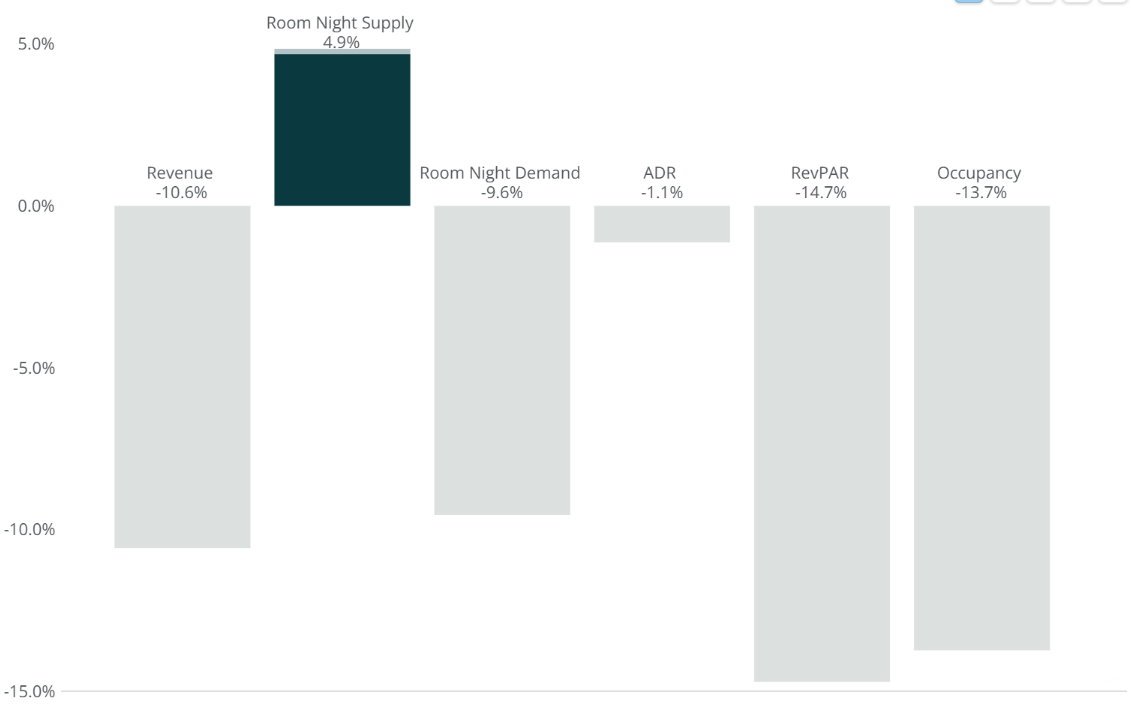 Room Night Supply
4.9%
5.0%
Revenue
-10.6%
Room Night Demand
-9.6%
ADR
-1.1%
RevPAR
-14.7%
Occupancy
-13.7%
0.0%
-5.0%
-10.0%
-15.0%